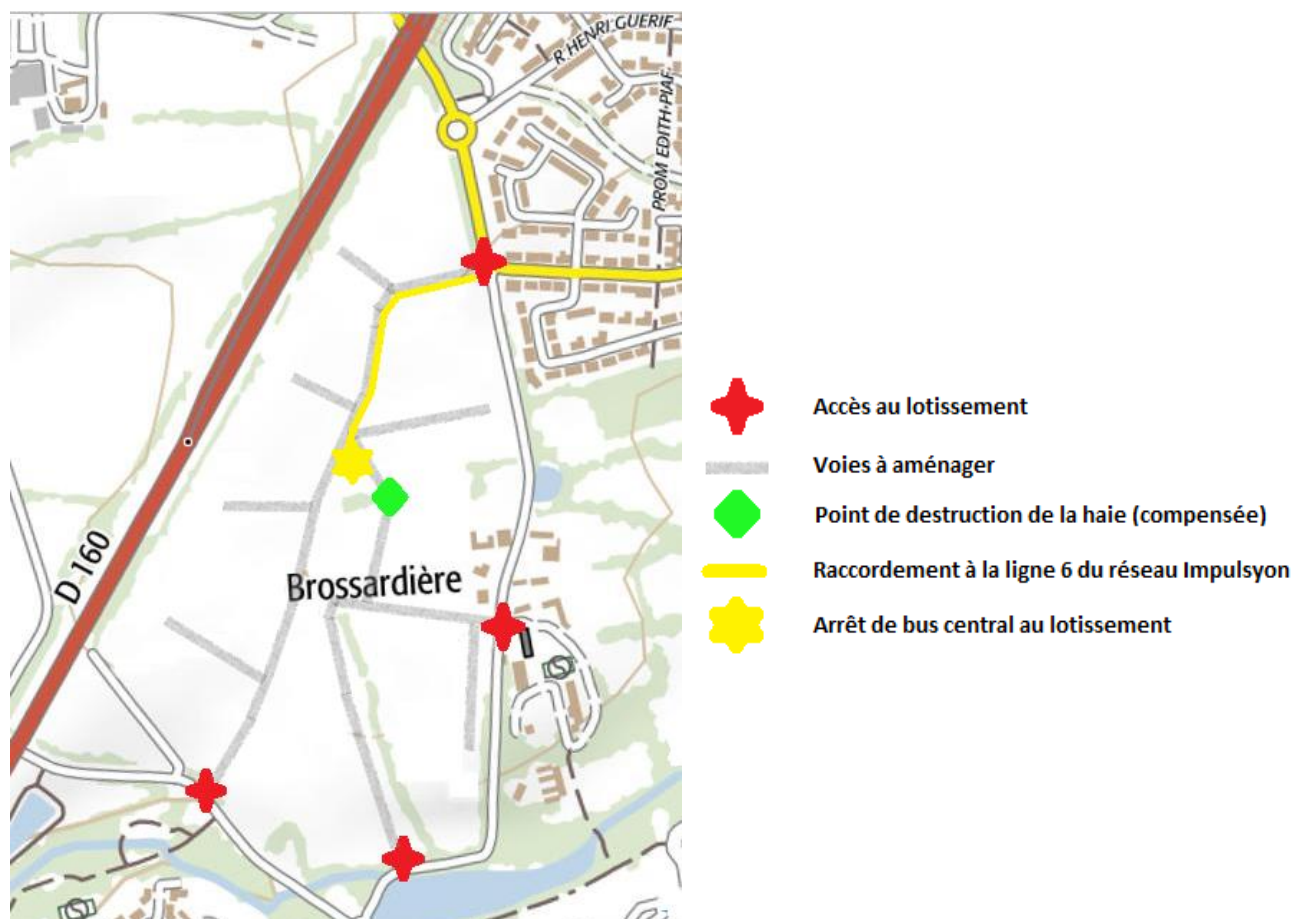 R HENRI GUERIF
PROM EDITH-PIAF
D 160
Brossardière
Accès au lotissement
Voies à aménager
Point de destruction de la haie (compensée)
Raccordement à la ligne 6 du réseau Impulsyon
Arrêt de bus central au lotissement